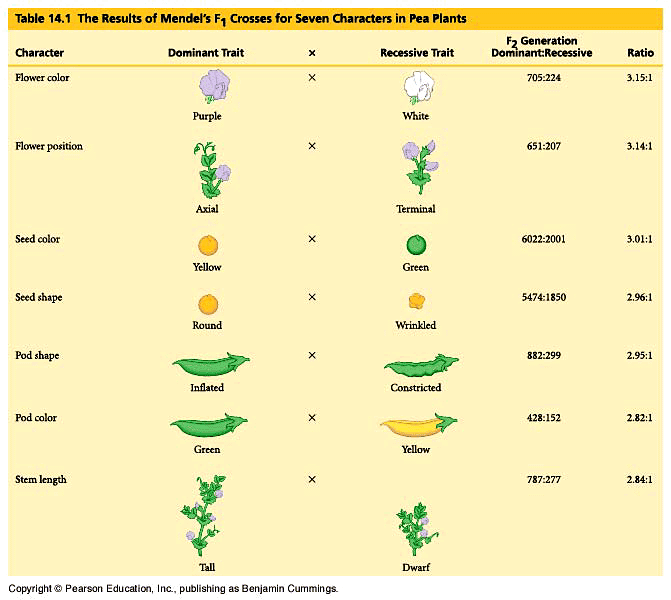 Table 14.1 The Results of Mendel's F1 Crosses for Seven Characters in Pea Plants
Character Dominant Trait × Recessive Trait F2 Generation Dominant:Recessive Ratio
Flower color × 705:224 3.15:1
Purple White
Flower position × 651:207 3.14:1
Axial Terminal
Seed color × 6022:2001 3.01:1
Yellow Green
Seed shape × 5474:1850 2.96:1
Round Wrinkled
Pod shape × 882:299 2.95:1
Inflated Constricted
Pod color × 428:152 2.82:1
Green Yellow
Stem length × 787:277 2.84:1
Tall Dwarf
Copyright © Pearson Education, Inc., publishing as Benjamin Cummings.